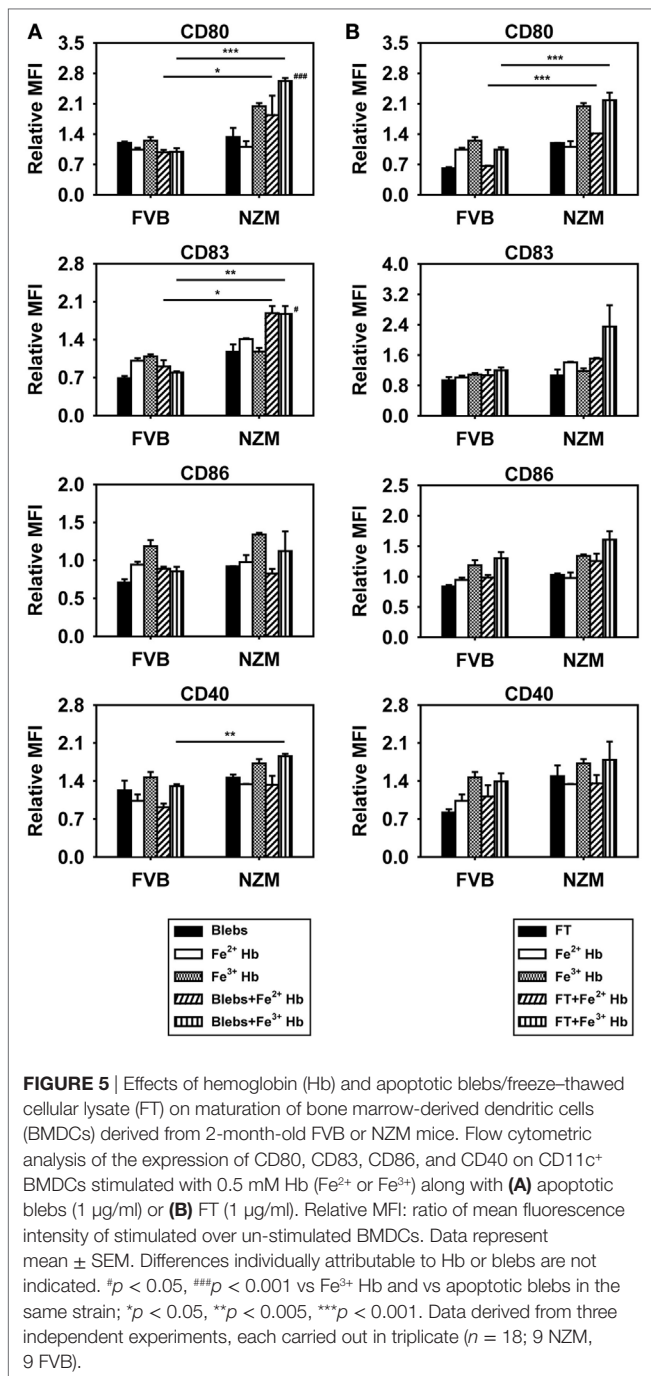 A
CD80
Relative MFI
3.5
2.8
2.1
1.4
0.7
0.0
***
*
###
FVB
NZM
CD83
Relative MFI
2.8
2.1
1.4
0.7
0.0
**
*
#
FVB
NZM
CD86
Relative MFI
2.0
1.5
1.0
0.5
0.0
FVB
NZM
CD40
Relative MFI
2.8
2.1
1.4
0.7
0.0
**
FVB
NZM
Blebs
Fe²⁺ Hb
Fe³⁺ Hb
Blebs+Fe²⁺ Hb
Blebs+Fe³⁺ Hb
B
CD80
Relative MFI
3.5
2.8
2.1
1.4
0.7
0.0
***
***
FVB
NZM
CD83
Relative MFI
4.0
3.2
2.4
1.6
0.8
0.0
FVB
NZM
CD86
Relative MFI
2.5
2.0
1.5
1.0
0.5
0.0
FVB
NZM
CD40
Relative MFI
2.8
2.1
1.4
0.7
0.0
FVB
NZM
FT
Fe²⁺ Hb
Fe³⁺ Hb
FT+Fe²⁺ Hb
FT+Fe³⁺ Hb
FIGURE 5 | Effects of hemoglobin (Hb) and apoptotic blebs/freeze–thawed
cellular lysate (FT) on maturation of bone marrow-derived dendritic cells
(BMDCs) derived from 2-month-old FVB or NZM mice. Flow cytometric
analysis of the expression of CD80, CD83, CD86, and CD40 on CD11c⁺
BMDCs stimulated with 0.5 mM Hb (Fe²⁺ or Fe³⁺) along with (A) apoptotic
blebs (1 µg/ml) or (B) FT (1 µg/ml). Relative MFI: ratio of mean fluorescence
intensity of stimulated over un-stimulated BMDCs. Data represent
mean ± SEM. Differences individually attributable to Hb or blebs are not
indicated. #p < 0.05, ###p < 0.001 vs Fe³⁺ Hb and vs apoptotic blebs in the
same strain; *p < 0.05, **p < 0.005, ***p < 0.001. Data derived from three
independent experiments, each carried out in triplicate (n = 18; 9 NZM,
9 FVB).